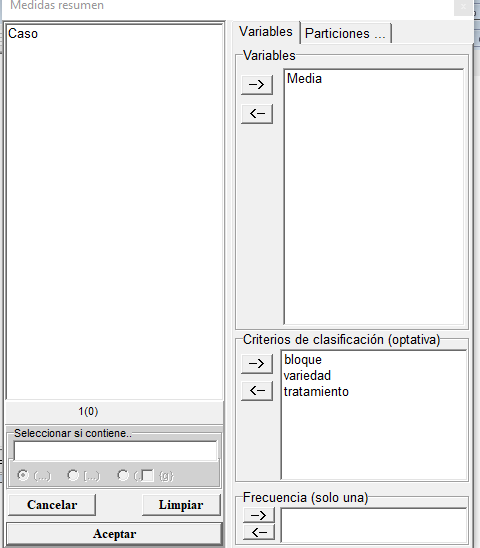 Medidas resumen
Caso
1(0)
Seleccionar si contiene..
(...)
[...)
(
{g}
Cancelar
Limpiar
Aceptar
Variables
Particiones ...
Variables
-->
<--
Media
Criterios de clasificación (optativa)
-->
<--
bloque
variedad
tratamiento
Frecuencia (solo una)
-->
<--